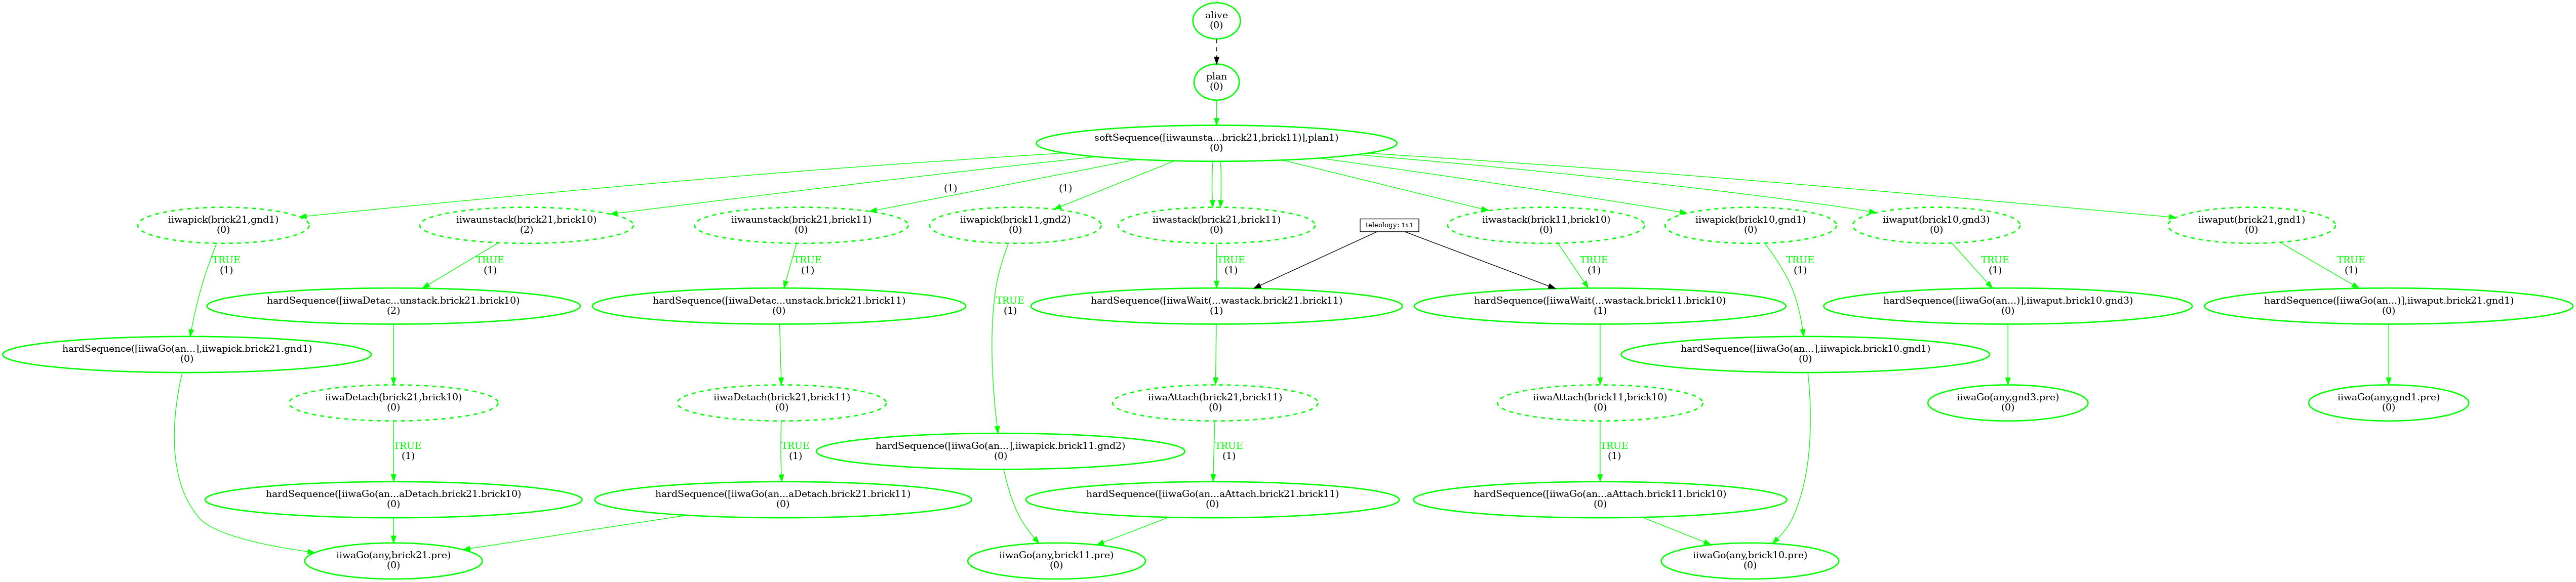 alive
(0)
plan
(0)
softSequence([iiwaunsta...brick21,brick11)],plan1)
(0)
(1)
(1)
iiwapick(brick21,gnd1)
(0)
iiwaunstack(brick21,brick10)
(2)
iiwaunstack(brick21,brick11)
(0)
iiwapick(brick11,gnd2)
(0)
iiwastack(brick21,brick11)
(0)
teleology: 1x1
iiwastack(brick11,brick10)
(0)
iiwapick(brick10,gnd1)
(0)
iiwaput(brick10,gnd3)
(0)
iiwaput(brick21,gnd1)
(0)
TRUE
(1)
TRUE
(1)
TRUE
(1)
TRUE
(1)
TRUE
(1)
TRUE
(1)
TRUE
(1)
TRUE
(1)
TRUE
(1)
hardSequence([iiwaDetac...unstack.brick21.brick10)
(2)
hardSequence([iiwaDetac...unstack.brick21.brick11)
(0)
hardSequence([iiwaWait(...wastack.brick21.brick11)
(1)
hardSequence([iiwaWait(...wastack.brick11.brick10)
(1)
hardSequence([iiwaGo(an...)],iiwaput.brick10.gnd3)
(0)
hardSequence([iiwaGo(an...)],iiwaput.brick21.gnd1)
(0)
hardSequence([iiwaGo(an...],iiwapick.brick21.gnd1)
(0)
hardSequence([iiwaGo(an...],iiwapick.brick10.gnd1)
(0)
iiwaDetach(brick21,brick10)
(0)
iiwaDetach(brick21,brick11)
(0)
iiwaAttach(brick21,brick11)
(0)
iiwaAttach(brick11,brick10)
(0)
iiwaGo(any,gnd3.pre)
(0)
iiwaGo(any,gnd1.pre)
(0)
TRUE
(1)
TRUE
(1)
hardSequence([iiwaGo(an...],iiwapick.brick11.gnd2)
(0)
TRUE
(1)
TRUE
(1)
hardSequence([iiwaGo(an...aDetach.brick21.brick10)
(0)
hardSequence([iiwaGo(an...aDetach.brick21.brick11)
(0)
hardSequence([iiwaGo(an...aAttach.brick21.brick11)
(0)
hardSequence([iiwaGo(an...aAttach.brick11.brick10)
(0)
iiwaGo(any,brick21.pre)
(0)
iiwaGo(any,brick11.pre)
(0)
iiwaGo(any,brick10.pre)
(0)